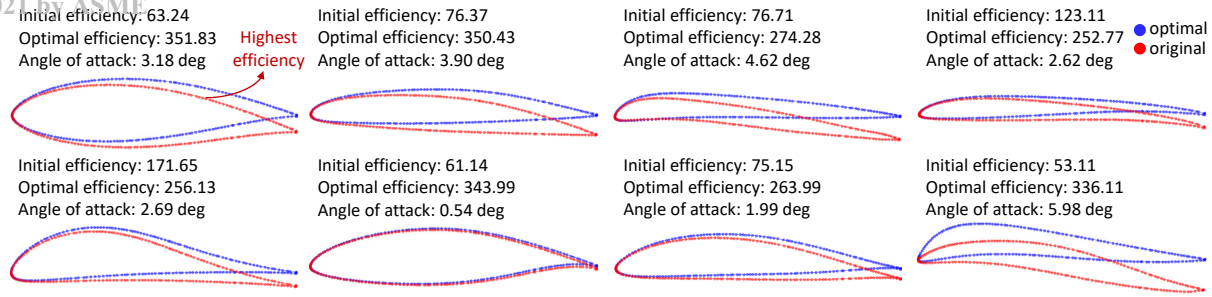 21 by ASME
Initial efficiency: 63.24
Optimal efficiency: 351.83
Angle of attack: 3.18 deg
Highest
efficiency
Initial efficiency: 76.37
Optimal efficiency: 350.43
Angle of attack: 3.90 deg
Initial efficiency: 76.71
Optimal efficiency: 274.28
Angle of attack: 4.62 deg
Initial efficiency: 123.11
Optimal efficiency: 252.77
Angle of attack: 2.62 deg
optimal
original
Initial efficiency: 171.65
Optimal efficiency: 256.13
Angle of attack: 2.69 deg
Initial efficiency: 61.14
Optimal efficiency: 343.99
Angle of attack: 0.54 deg
Initial efficiency: 75.15
Optimal efficiency: 263.99
Angle of attack: 1.99 deg
Initial efficiency: 53.11
Optimal efficiency: 336.11
Angle of attack: 5.98 deg